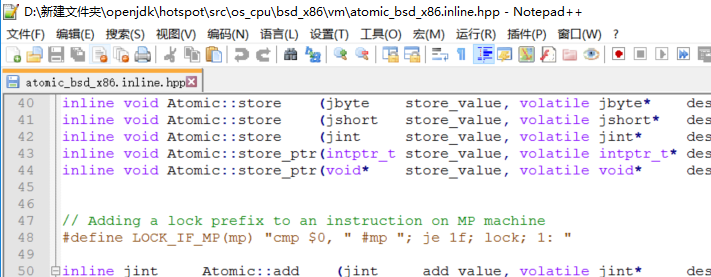 D:\新建文件夹\openjdk\hotspot\src\os_cpu\bsd_x86\vm\atomic_bsd_x86.inline.hpp - Notepad++
文件(F) 编辑(E) 搜索(S) 视图(V) 编码(N) 语言(L) 设置(T) 工具(O) 宏(M) 运行(R) 插件(P) 窗口(W) ?
atomic_bsd_x86.inline.hpp
40 inline void Atomic::store (jbyte store_value, volatile jbyte* des
41 inline void Atomic::store (jshort store_value, volatile jshort* des
42 inline void Atomic::store (jint store_value, volatile jint* des
43 inline void Atomic::store_ptr(intptr_t store_value, volatile intptr_t* des
44 inline void Atomic::store_ptr(void* store_value, volatile void* des
45
46
47 // Adding a lock prefix to an instruction on MP machine
48 #define LOCK_IF_MP(mp) "cmp $0, " #mp "; je 1f; lock; 1: "
49
50 inline jint Atomic::add (jint add_value, volatile jint* des